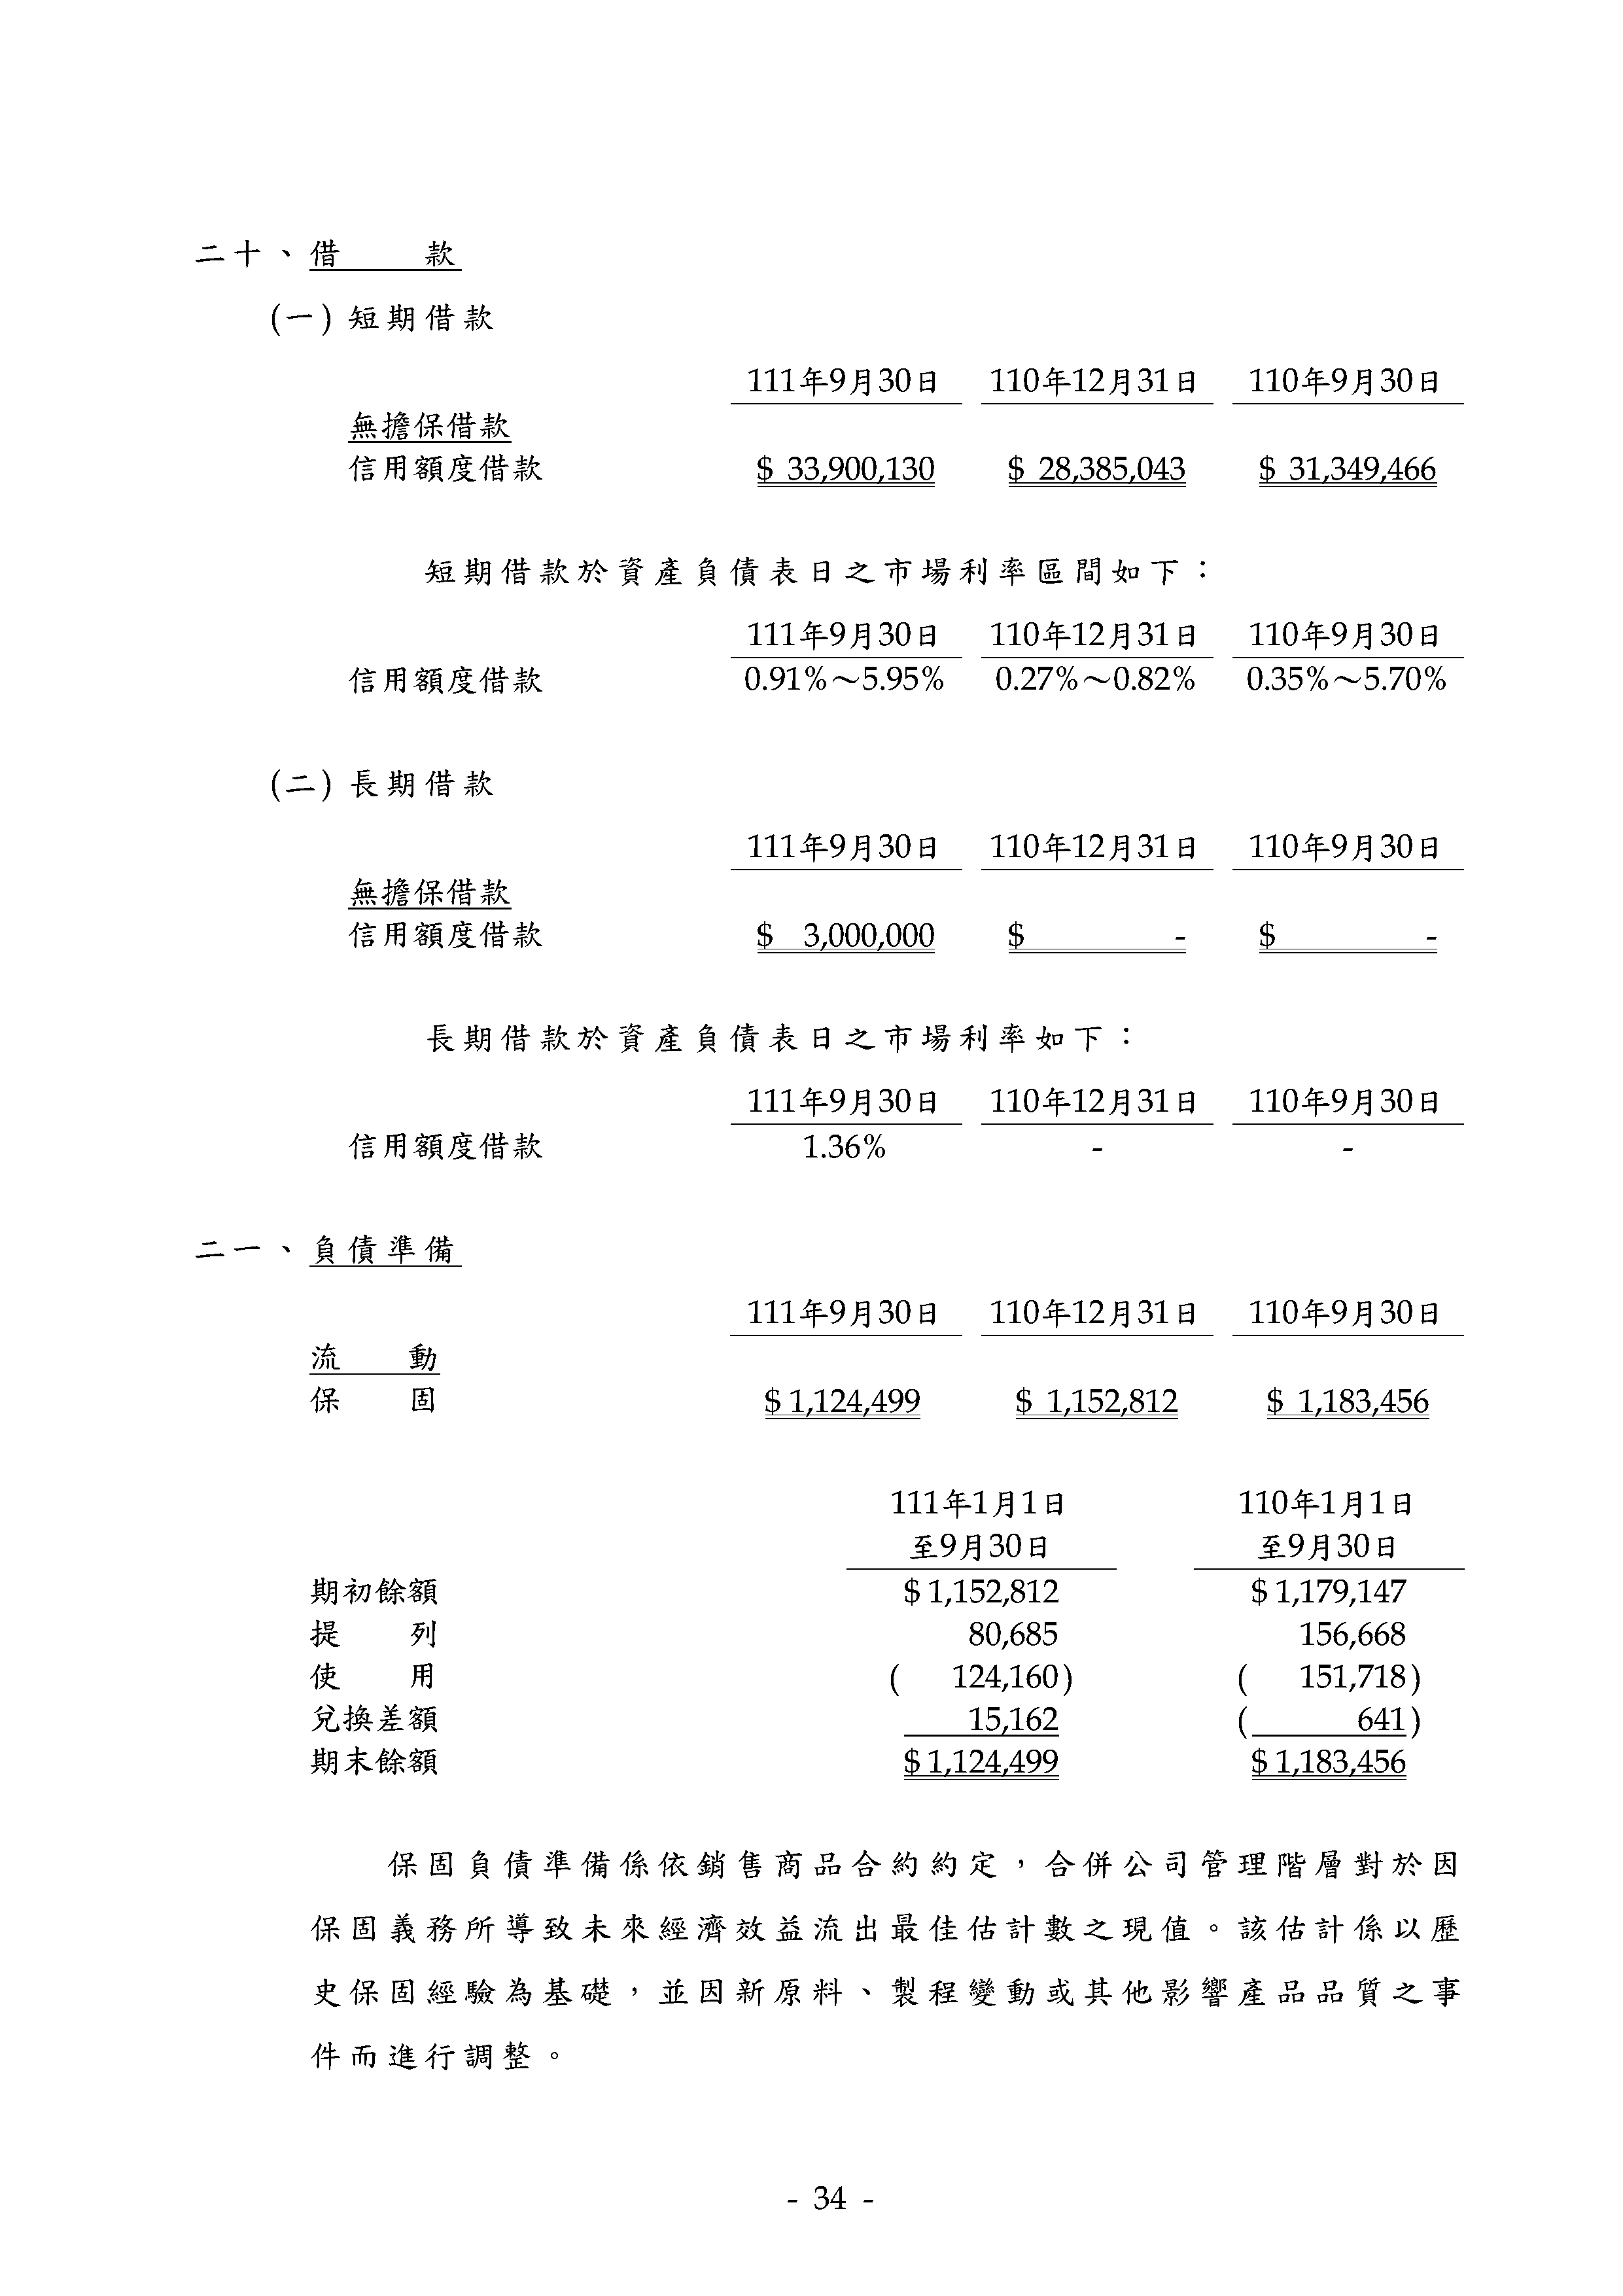 二十、借　　款
(一) 短期借款
111年9月30日　110年12月31日　110年9月30日
無擔保借款
信用額度借款　$ 33,900,130　$ 28,385,043　$ 31,349,466
短期借款於資產負債表日之市場利率區間如下：
111年9月30日　110年12月31日　110年9月30日
信用額度借款　0.91%～5.95%　0.27%～0.82%　0.35%～5.70%
(二) 長期借款
111年9月30日　110年12月31日　110年9月30日
無擔保借款
信用額度借款　$ 3,000,000　$ -　$ -
長期借款於資產負債表日之市場利率如下：
111年9月30日　110年12月31日　110年9月30日
信用額度借款　1.36%　-　-
二一、負債準備
111年9月30日　110年12月31日　110年9月30日
流　　動
保　　固　$ 1,124,499　$ 1,152,812　$ 1,183,456
111年1月1日　110年1月1日
至9月30日　至9月30日
期初餘額　$ 1,152,812　$ 1,179,147
提　　列　80,685　156,668
使　　用　( 124,160)　( 151,718)
兌換差額　15,162　( 641)
期末餘額　$ 1,124,499　$ 1,183,456
保固負債準備係依銷售商品合約約定，合併公司管理階層對於因
保固義務所導致未來經濟效益流出最佳估計數之現值。該估計係以歷
史保固經驗為基礎，並因新原料、製程變動或其他影響產品品質之事
件而進行調整。
- 34 -